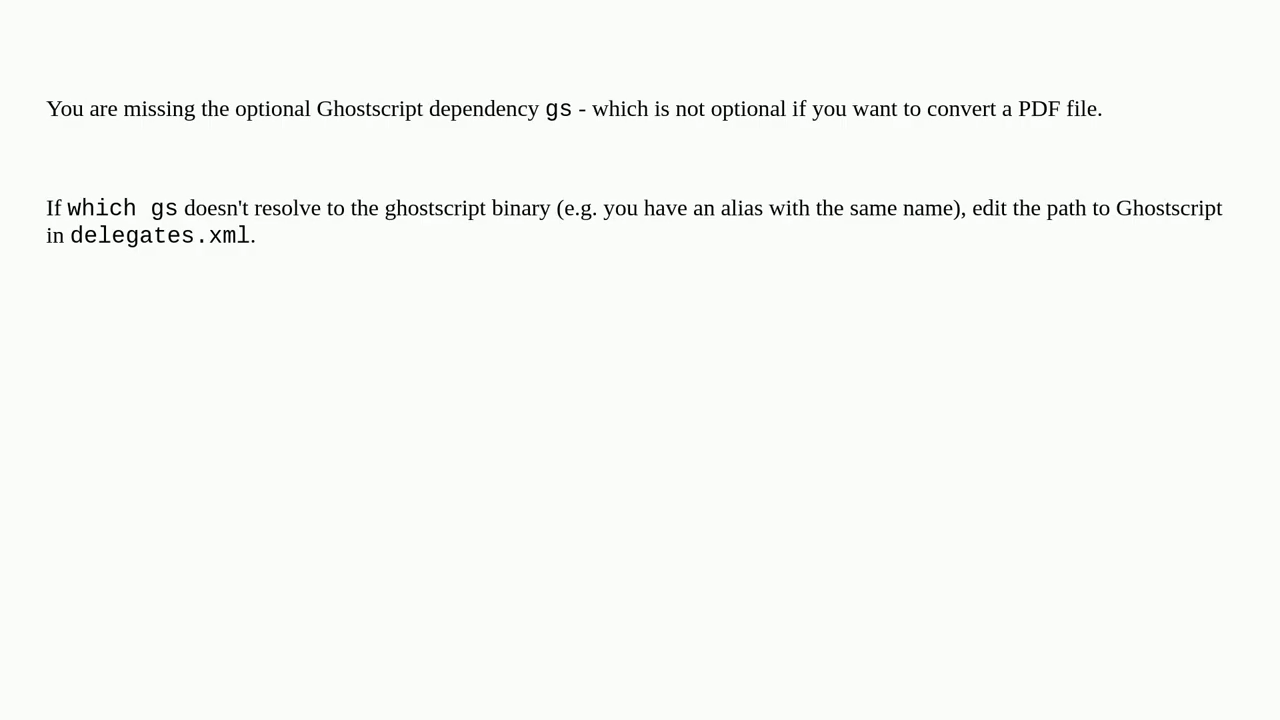 You are missing the optional Ghostscript dependency gs - which is not optional if you want to convert a PDF file.
If which gs doesn't resolve to the ghostscript binary (e.g. you have an alias with the same name), edit the path to Ghostscript
in delegates.xml.